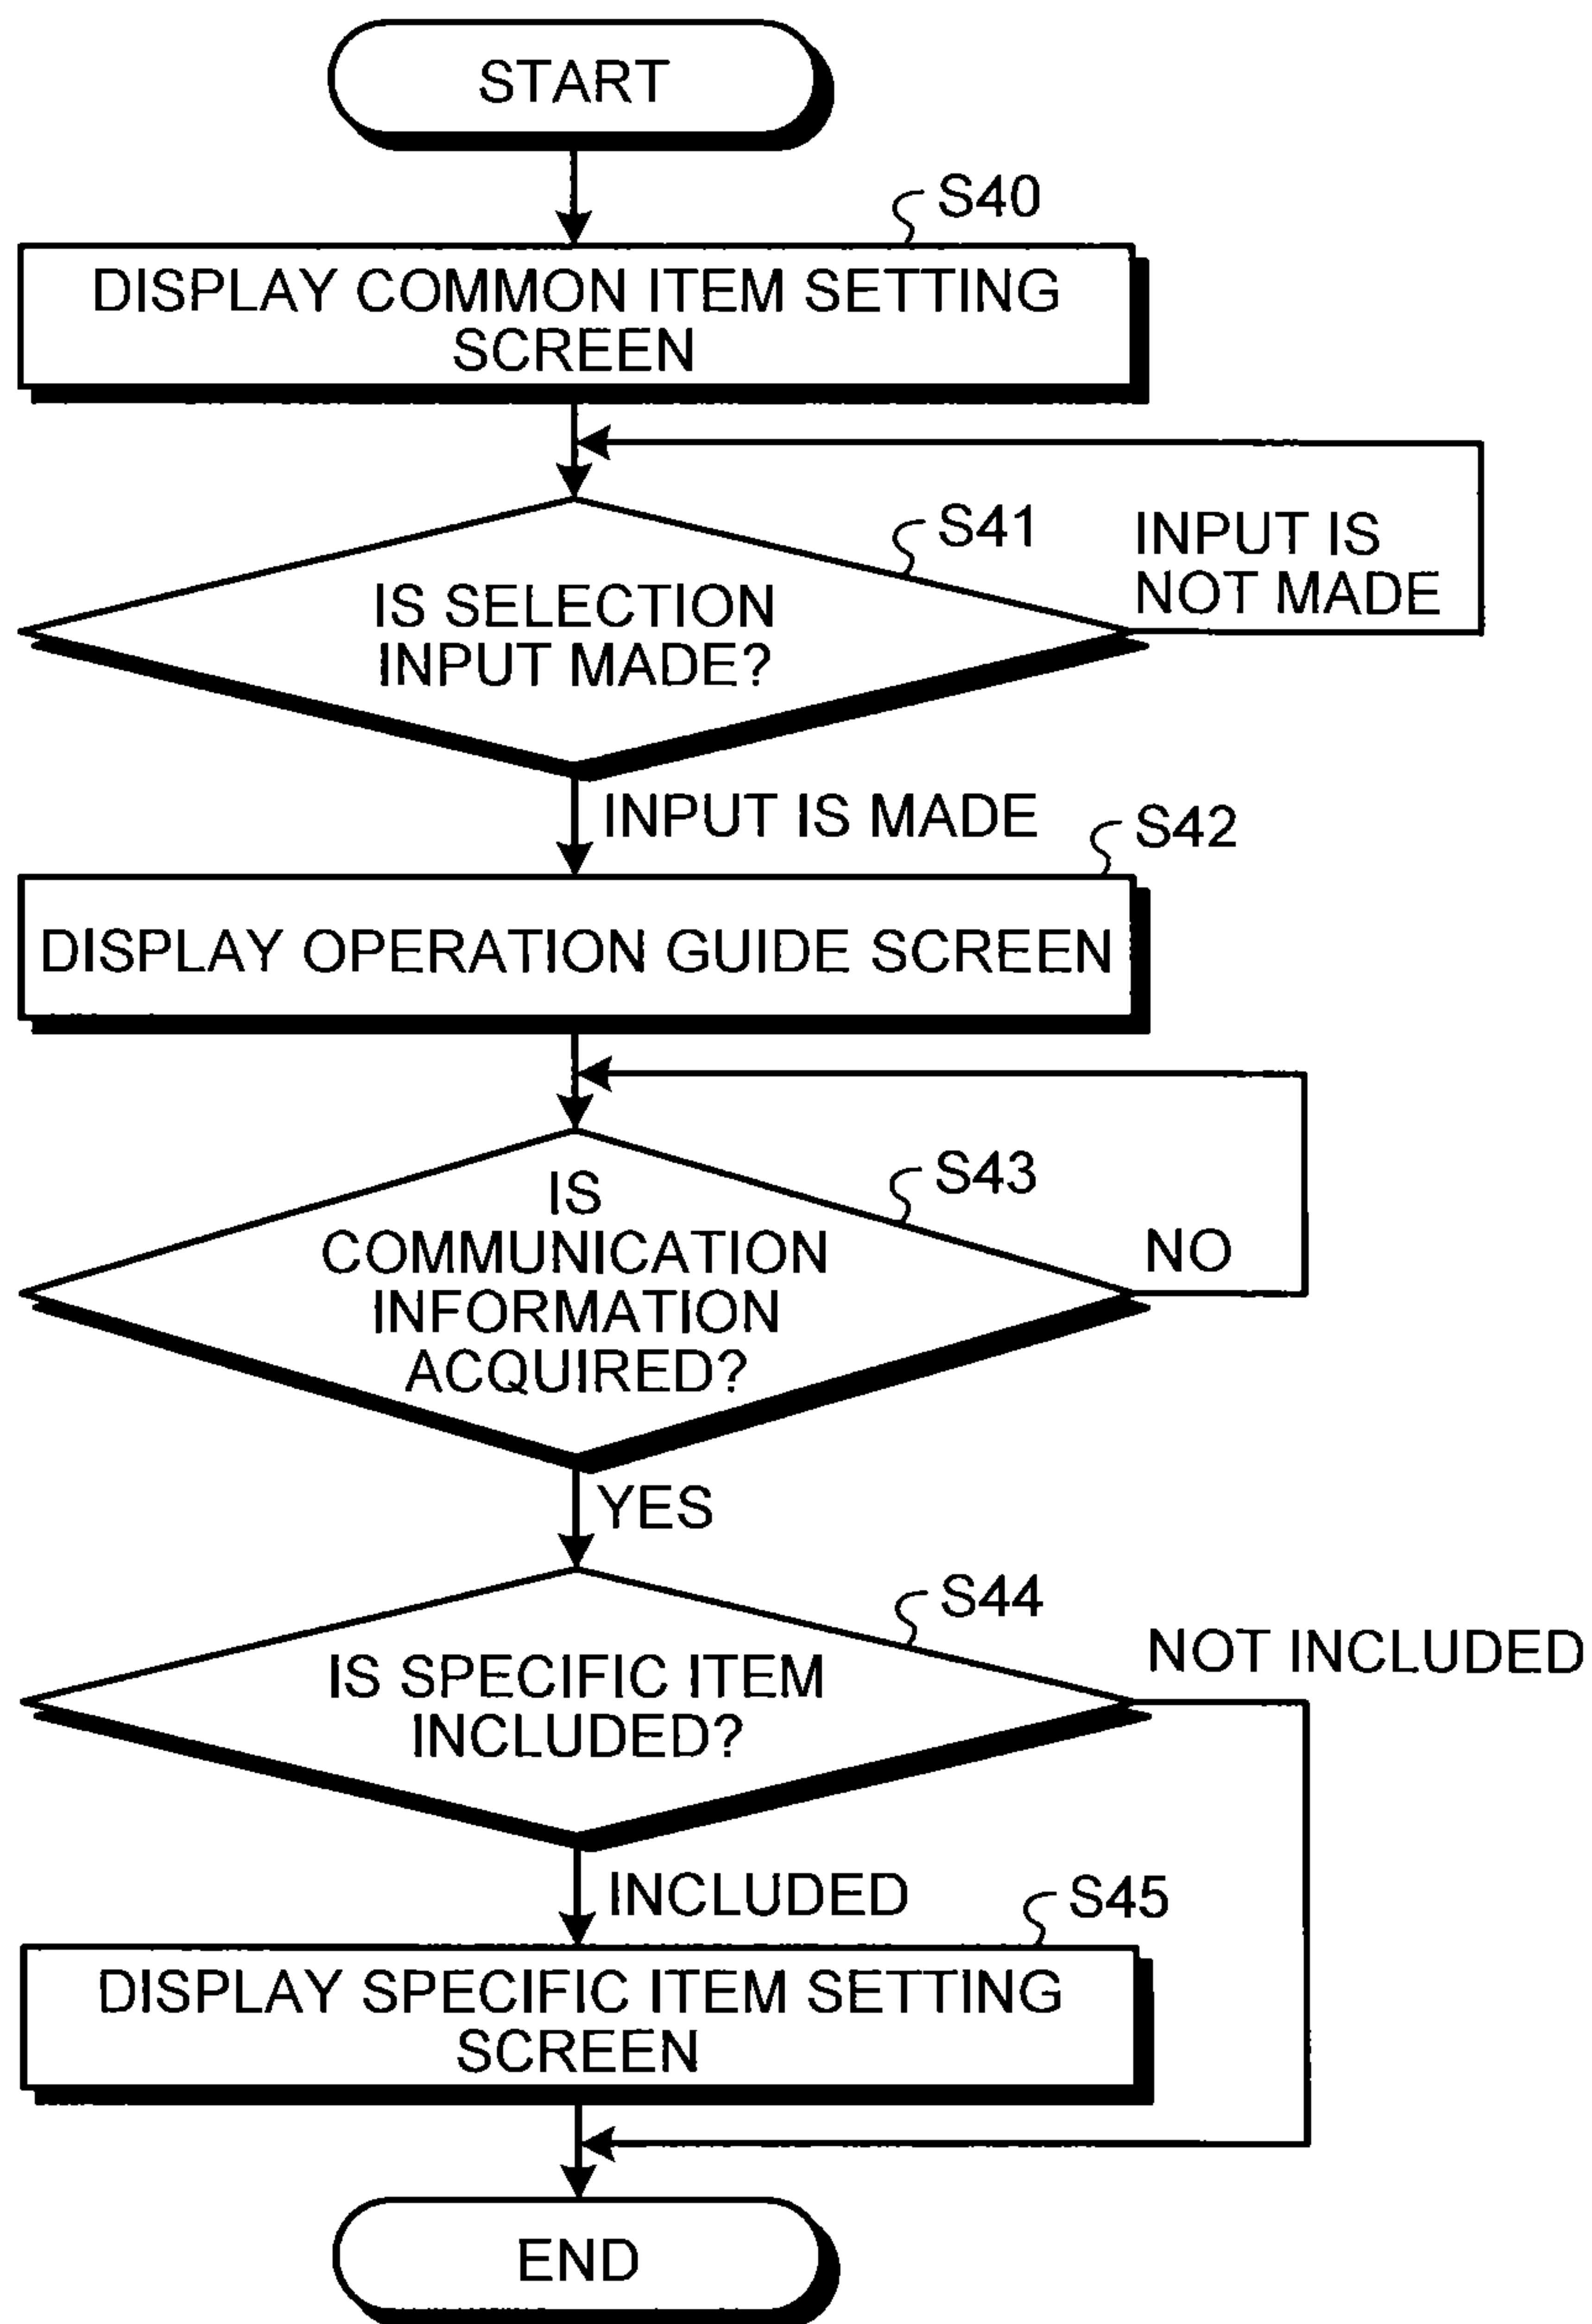 START
S40
DISPLAY COMMON ITEM SETTING
SCREEN
S41
INPUT IS
NOT MADE
IS SELECTION
INPUT MADE?
INPUT IS MADE
S42
DISPLAY OPERATION GUIDE SCREEN
S43
IS
COMMUNICATION
INFORMATION
ACQUIRED?
NO
YES
S44
NOT INCLUDED
IS SPECIFIC ITEM
INCLUDED?
INCLUDED
S45
DISPLAY SPECIFIC ITEM SETTING
SCREEN
END